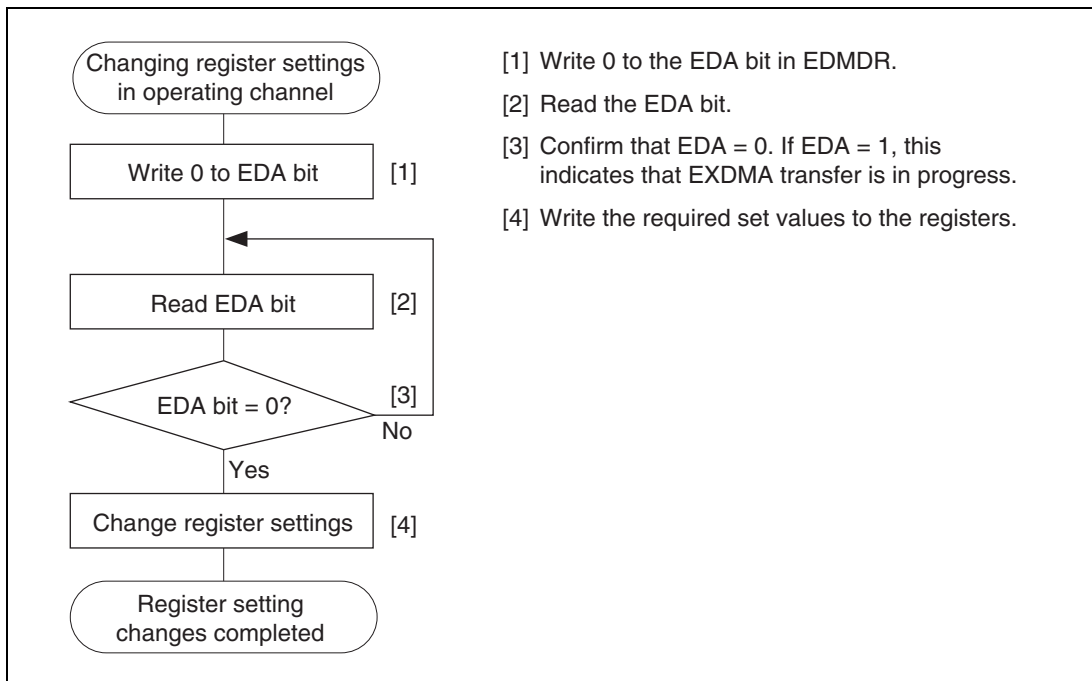 Changing register settings
in operating channel
Write 0 to EDA bit
[1]
Read EDA bit
[2]
EDA bit = 0?
[3]
No
Yes
Change register settings
[4]
Register setting
changes completed
[1] Write 0 to the EDA bit in EDMDR.
[2] Read the EDA bit.
[3] Confirm that EDA = 0. If EDA = 1, this
indicates that EXDMA transfer is in progress.
[4] Write the required set values to the registers.